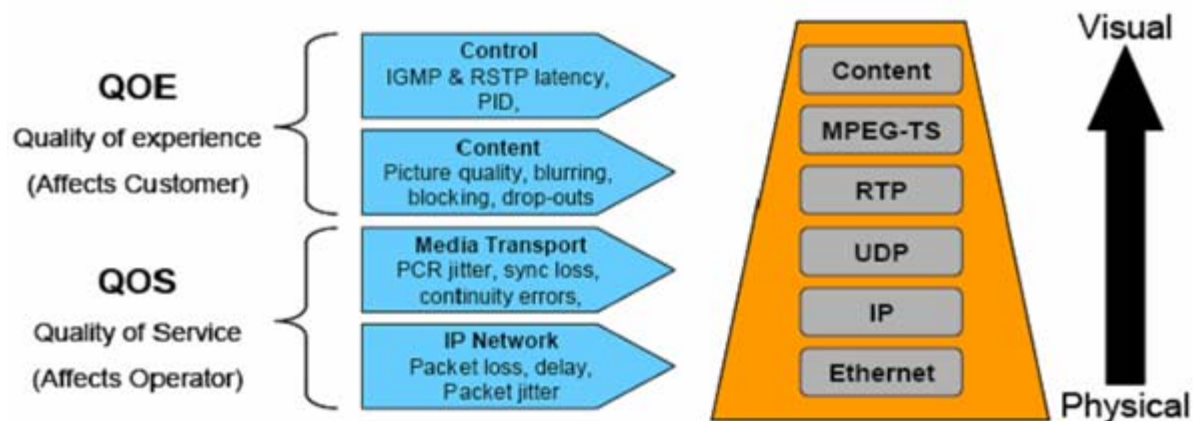 QOE
Quality of experience
(Affects Customer)
QOS
Quality of Service
(Affects Operator)
Control
IGMP & RSTP latency,
PID,
Content
Picture quality, blurring,
blocking, drop-outs
Media Transport
PCR jitter, sync loss,
continuity errors,
IP Network
Packet loss, delay,
Packet jitter
Content
MPEG-TS
RTP
UDP
IP
Ethernet
Visual
Physical